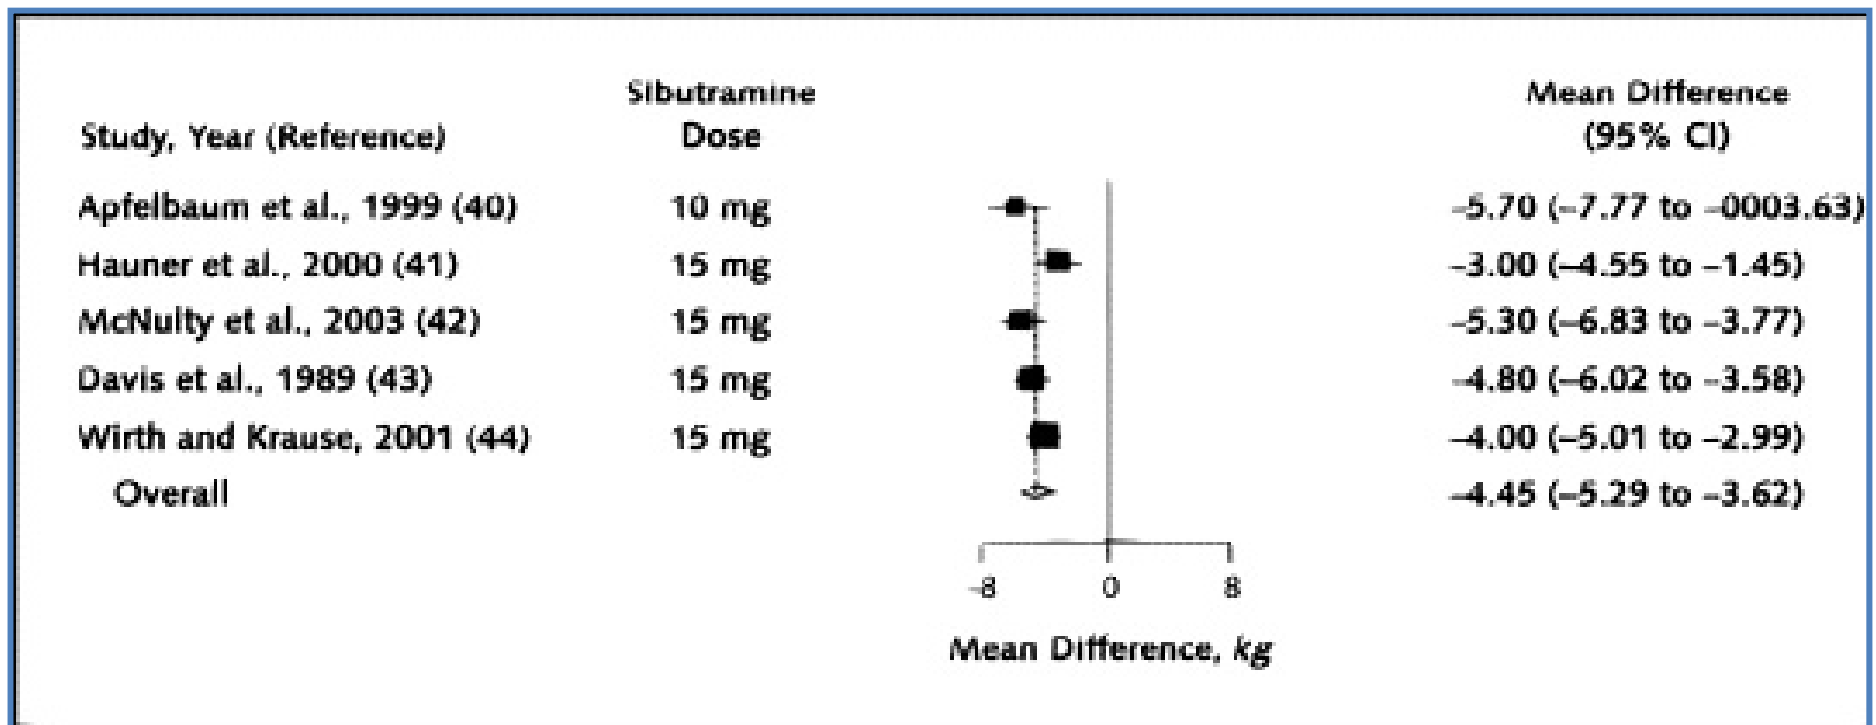 Sibutramine Mean Difference
Study, Year (Reference) Dose (95% CI)
Apfelbaum et al., 1999 (40) 10 mg –5.70 (–7.77 to –0003.63)
Hauner et al., 2000 (41) 15 mg –3.00 (–4.55 to –1.45)
McNulty et al., 2003 (42) 15 mg –5.30 (–6.83 to –3.77)
Davis et al., 1989 (43) 15 mg –4.80 (–6.02 to –3.58)
Wirth and Krause, 2001 (44) 15 mg –4.00 (–5.01 to –2.99)
Overall –4.45 (–5.29 to –3.62)
–8 0 8
Mean Difference, kg